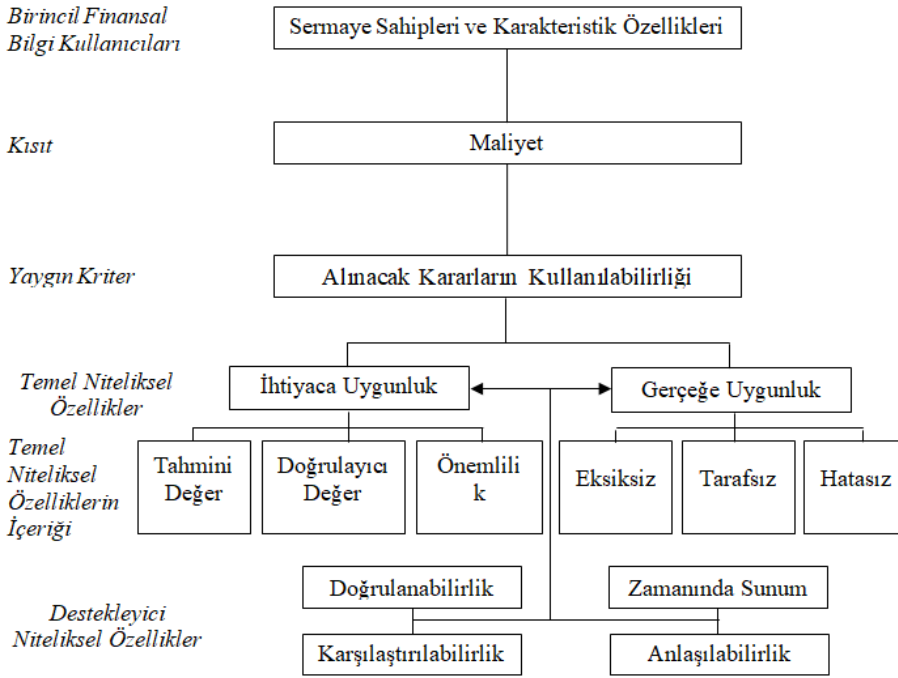 Birincil Finansal
Bilgi Kullanıcıları
Sermaye Sahipleri ve Karakteristik Özellikleri
Kısıt
Maliyet
Yaygın Kriter
Alınacak Kararların Kullanılabilirliği
Temel Niteliksel
Özellikler
İhtiyaca Uygunluk
Gerçeğe Uygunluk
Temel
Niteliksel
Özelliklerin
İçeriği
Tahmini
Değer
Doğrulayıcı
Değer
Önemlili
k
Eksiksiz
Tarafsız
Hatasız
Destekleyici
Niteliksel Özellikler
Doğrulanabilirlik
Zamanında Sunum
Karşılaştırılabilirlik
Anlaşılabilirlik